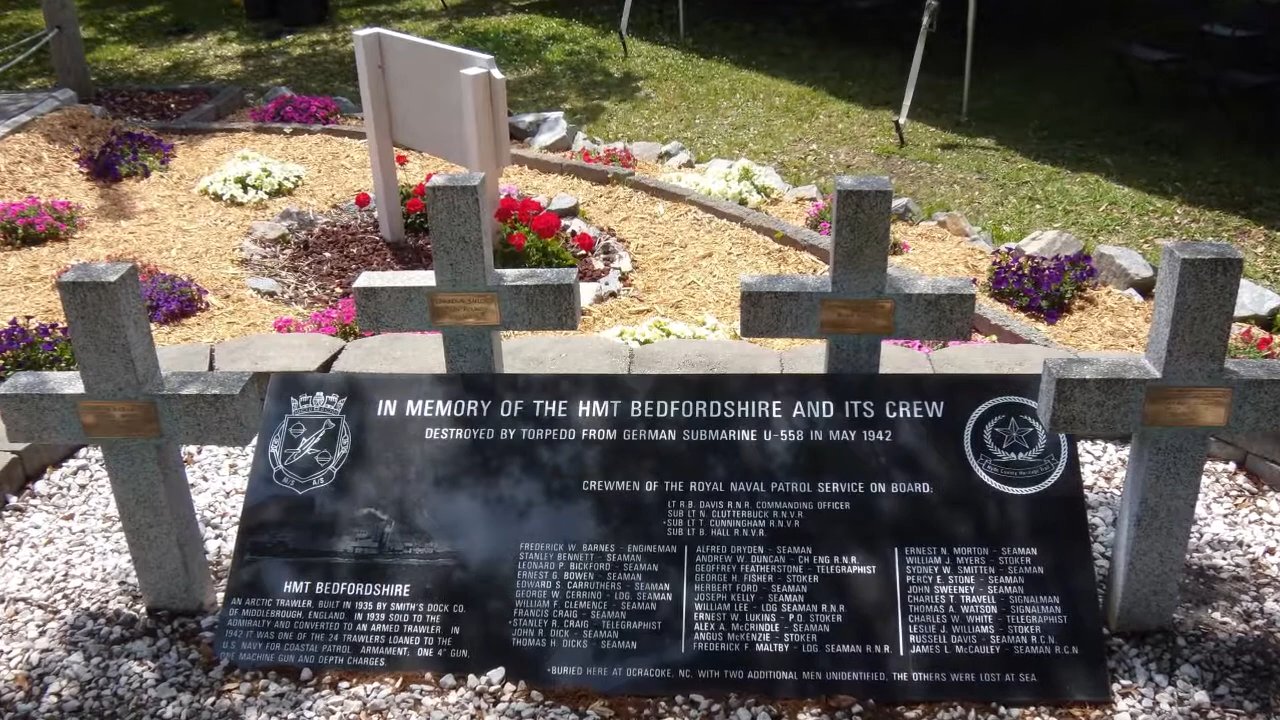 IN MEMORY OF THE HMT BEDFORDSHIRE AND ITS CREW
DESTROYED BY TORPEDO FROM GERMAN SUBMARINE U-558 IN MAY 1942
M/S A/S
Hyde County Heritage Trail
CREWMEN OF THE ROYAL NAVAL PATROL SERVICE ON BOARD:
LT R.B. DAVIS R.N.R. COMMANDING OFFICER
SUB LT N. CLUTTERBUCK R.N.V.R.
*SUB LT T. CUNNINGHAM R.N.V.R
SUB LT B. HALL R.N.V.R.
HMT BEDFORDSHIRE
AN ARCTIC TRAWLER, BUILT IN 1935 BY SMITH'S DOCK CO.
OF MIDDLEBROUGH, ENGLAND. IN 1939 SOLD TO THE
ADMIRALTY AND CONVERTED TO AN ARMED TRAWLER. IN
1942 IT WAS ONE OF THE 24 TRAWLERS LOANED TO THE
U.S. NAVY FOR COASTAL PATROL. ARMAMENT; ONE 4" GUN,
ONE MACHINE GUN AND DEPTH CHARGES.
FREDERICK W. BARNES - ENGINEMAN
STANLEY BENNETT - SEAMAN
LEONARD P. BICKFORD - SEAMAN
ERNEST G. BOWEN - SEAMAN
EDWARD S. CARRUTHERS - SEAMAN
GEORGE W. CERRINO - LDG. SEAMAN
WILLIAM F. CLEMENCE - SEAMAN
FRANCIS CRAIG - SEAMAN
*STANLEY R. CRAIG - TELEGRAPHIST
JOHN R. DICK - SEAMAN
THOMAS H. DICKS - SEAMAN
ALFRED DRYDEN - SEAMAN
ANDREW W. DUNCAN - CH ENG R.N.R.
GEOFFREY FEATHERSTONE - TELEGRAPHIST
GEORGE H. FISHER - STOKER
HERBERT FORD - SEAMAN
JOSEPH KELLY - SEAMAN
WILLIAM LEE - LDG SEAMAN R.N.R.
ERNEST W. LUKINS - P.O. STOKER
ALEX A. McCRINDLE - SEAMAN
ANGUS McKENZIE - STOKER
FREDERICK F. MALTBY - LDG. SEAMAN R.N.R.
ERNEST N. MORTON - SEAMAN
WILLIAM J. MYERS - STOKER
SYDNEY W. SMITTEN - SEAMAN
PERCY E. STONE - SEAMAN
JOHN SWEENEY - SEAMAN
CHARLES T. TRAVELL - SIGNALMAN
THOMAS A. WATSON - SIGNALMAN
CHARLES W. WHITE - TELEGRAPHIST
LESLIE J. WILLIAMS - STOKER
RUSSELL DAVIS - SEAMAN R.C.N.
JAMES L. McCAULEY - SEAMAN R.C.N
*BURIED HERE AT OCRACOKE, NC. WITH TWO ADDITIONAL MEN UNIDENTIFIED, THE OTHERS WERE LOST AT SEA.